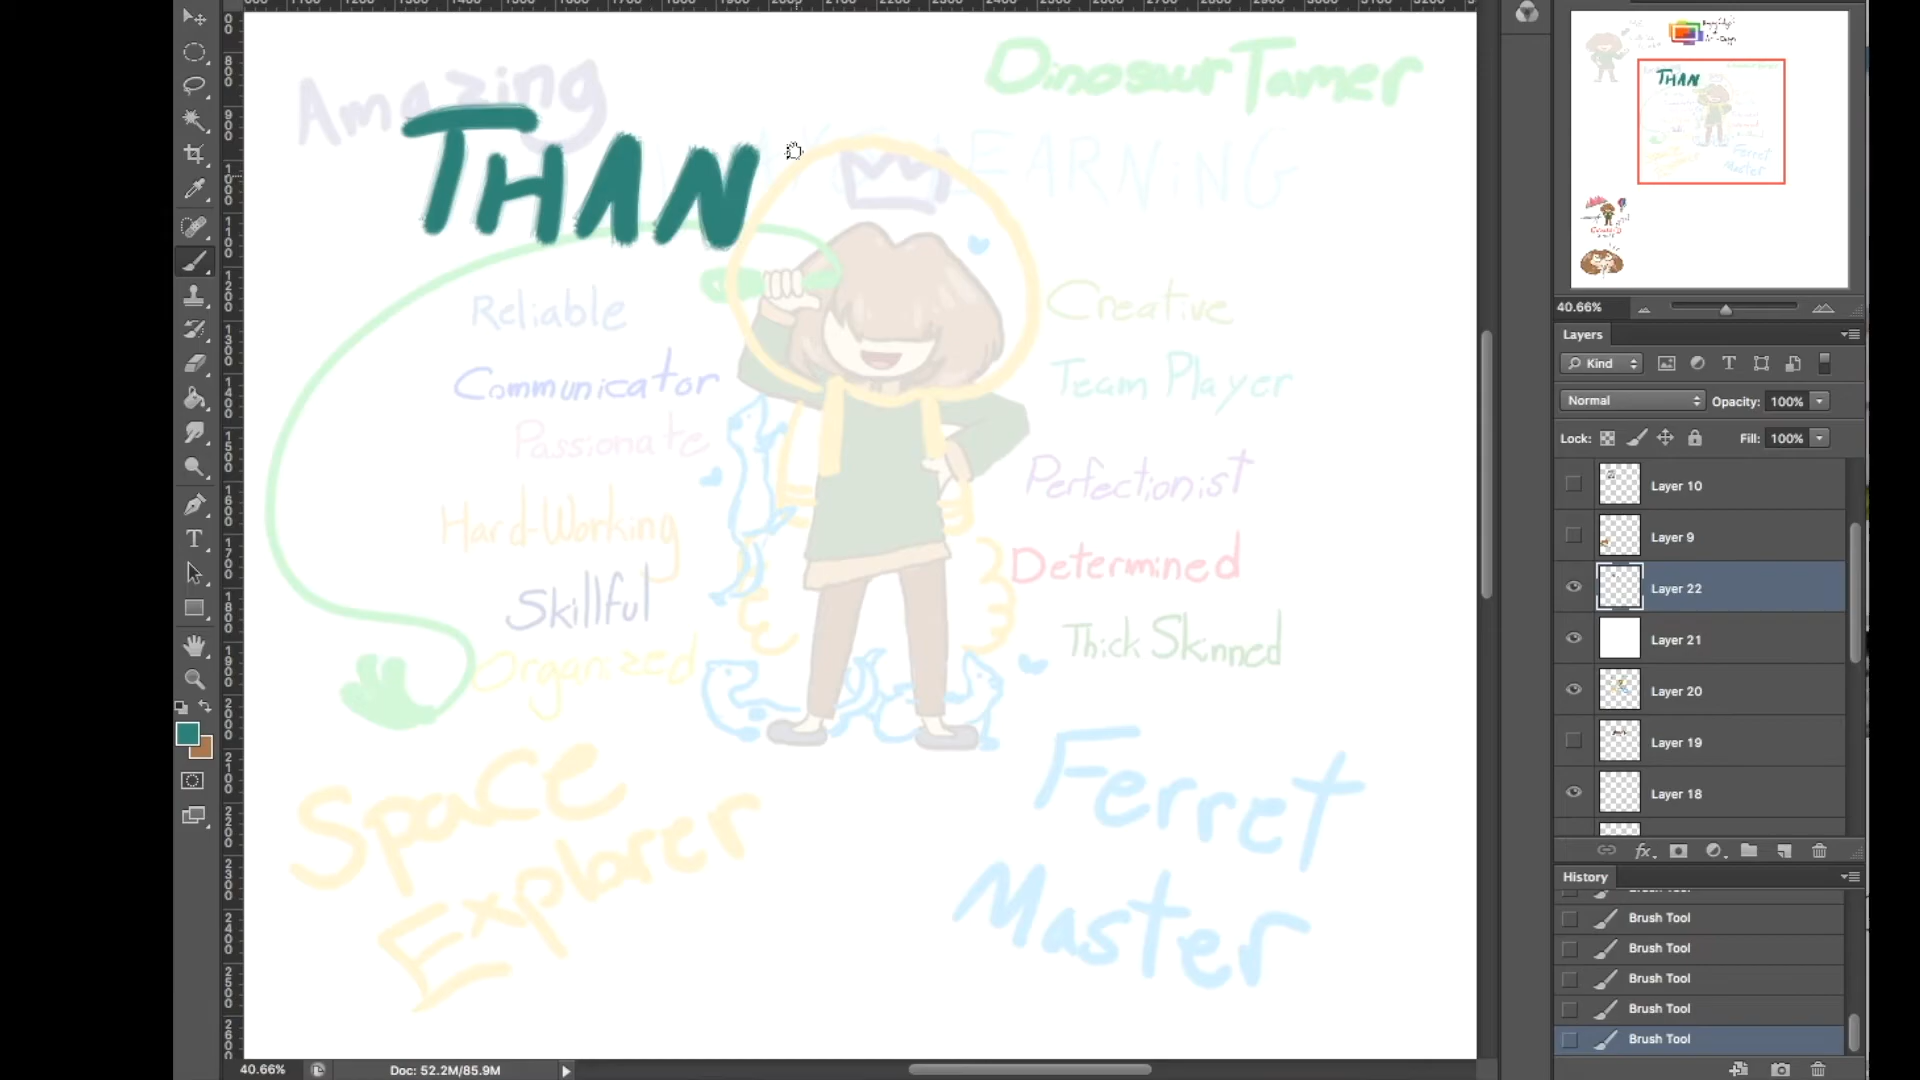 Amazing
Dinosaur Tamer
THAN
LEARNiNG
Reliable
Creative
Communicator
Team Player
Passionate
Perfectionist
Hard-Working
Determined
Skillful
Thick Skinned
Organized
Space
Explorer
Ferret
Master
40.66%
Layers
Kind
Normal
Opacity: 100%
Lock:
Fill: 100%
Layer 10
Layer 9
Layer 22
Layer 21
Layer 20
Layer 19
Layer 18
fx
History
Brush Tool
Brush Tool
Brush Tool
Brush Tool
Brush Tool
40.66%
Doc: 52.2M/85.9M